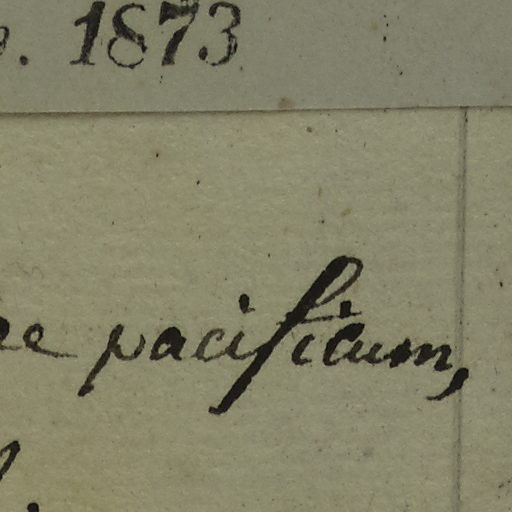 . 1873
pacificum,